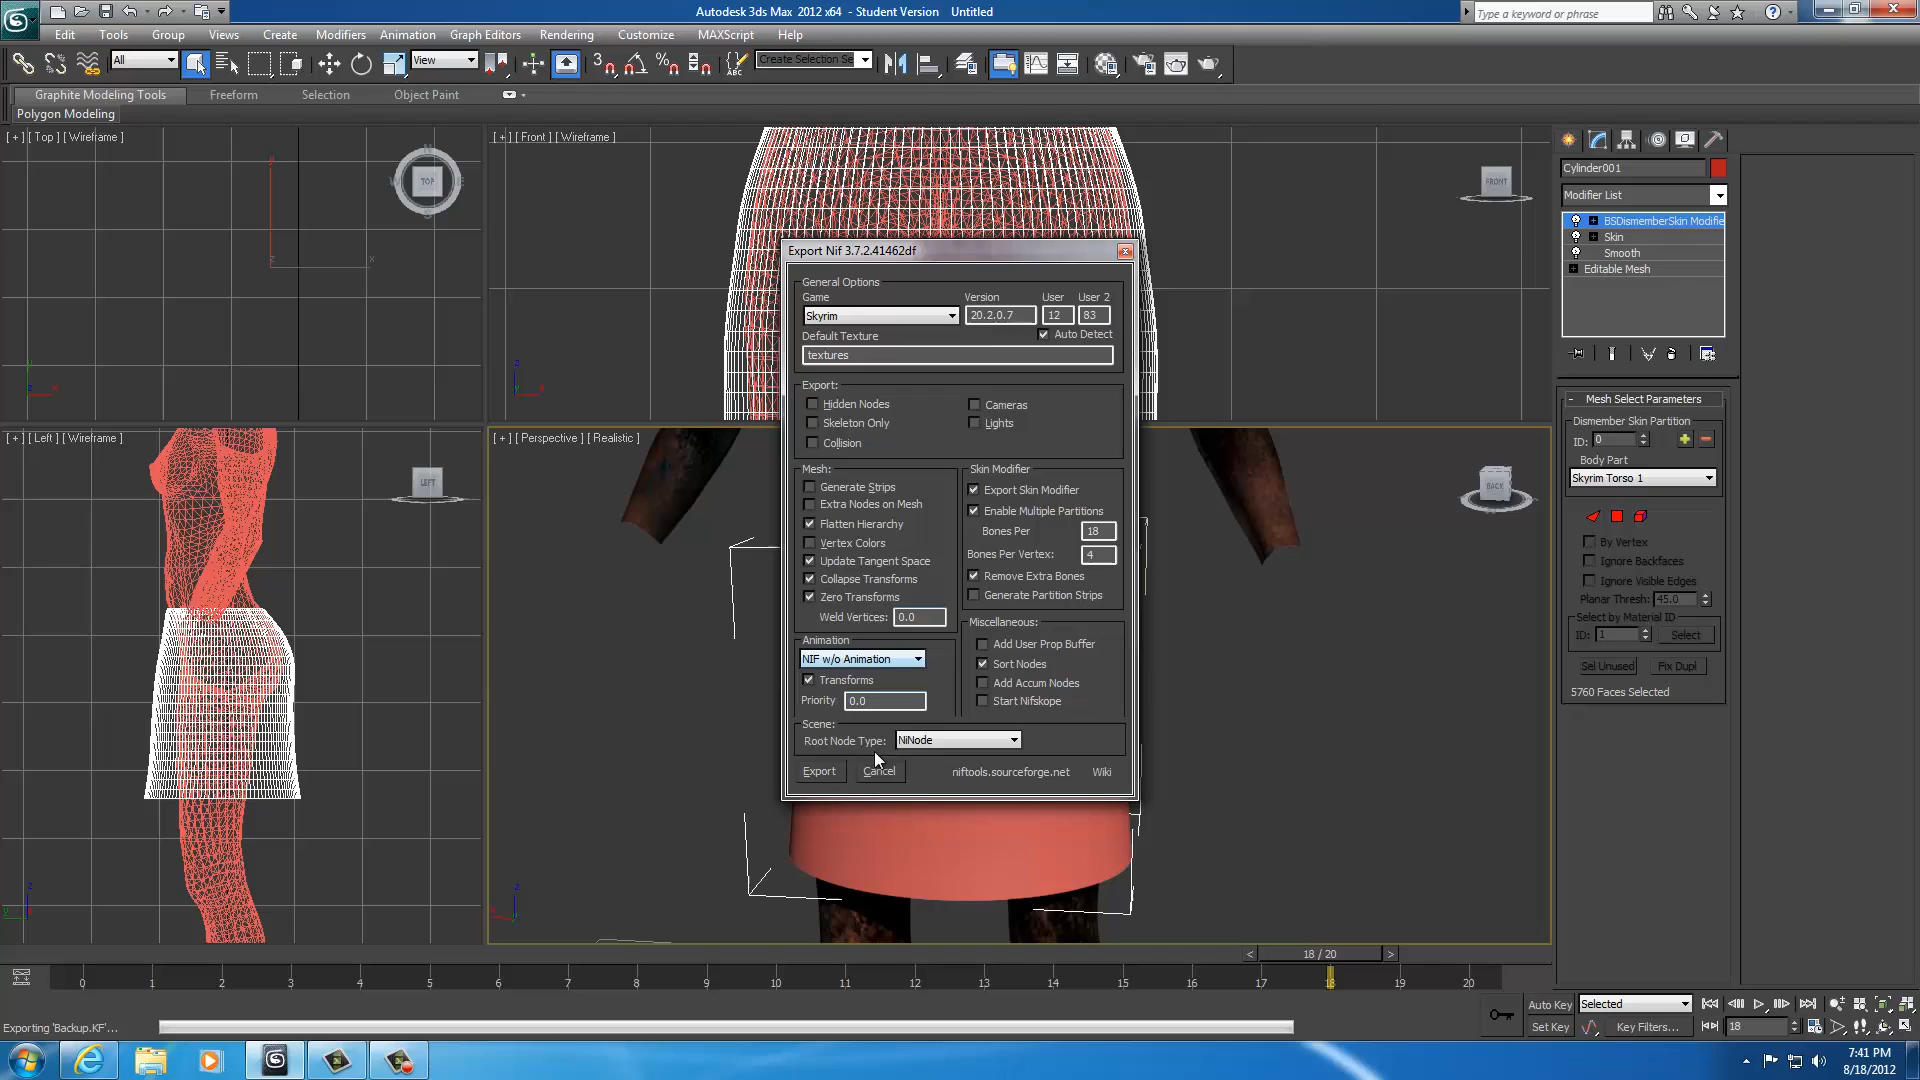 Autodesk 3ds Max 2012 x64 - Student Version Untitled
Type a keyword or phrase
Edit Tools Group Views Create Modifiers Animation Graph Editors Rendering Customize MAXScript Help
All View Create Selection Se
Graphite Modeling Tools Freeform Selection Object Paint
Polygon Modeling
[ + ] [ Top ] [ Wireframe ]
TOP
[ + ] [ Front ] [ Wireframe ]
FRONT
[ + ] [ Left ] [ Wireframe ]
LEFT
[ + ] [ Perspective ] [ Realistic ]
BACK
Export Nif 3.7.2.41462df
General Options
Game Version User User 2
Skyrim 20.2.0.7 12 83
Default Texture Auto Detect
textures
Export:
Hidden Nodes Cameras
Skeleton Only Lights
Collision
Mesh:
Generate Strips
Extra Nodes on Mesh
Flatten Hierarchy
Vertex Colors
Update Tangent Space
Collapse Transforms
Zero Transforms
Weld Vertices: 0.0
Skin Modifier
Export Skin Modifier
Enable Multiple Partitions
Bones Per 18
Bones Per Vertex: 4
Remove Extra Bones
Generate Partition Strips
Animation
NIF w/o Animation
Transforms
Priority 0.0
Miscellaneous:
Add User Prop Buffer
Sort Nodes
Add Accum Nodes
Start Nifskope
Scene:
Root Node Type: NiNode
Export Cancel niftools.sourceforge.net Wiki
Cylinder001
Modifier List
BSDismemberSkin Modifie
Skin
Smooth
Editable Mesh
- Mesh Select Parameters
Dismember Skin Partition
ID: 0
Body Part
Skyrim Torso 1
By Vertex
Ignore Backfaces
Ignore Visible Edges
Planar Thresh: 45.0
Select by Material ID
ID: 1 Select
Sel Unused Fix Dupl
5760 Faces Selected
< 18 / 20 >
0 1 2 3 4 5 6 7 8 9 10 11 12 13 14 15 16 17 18 19 20
Auto Key Selected
Exporting 'Backup.KF'...
Set Key Key Filters... 18
7:41 PM
8/18/2012